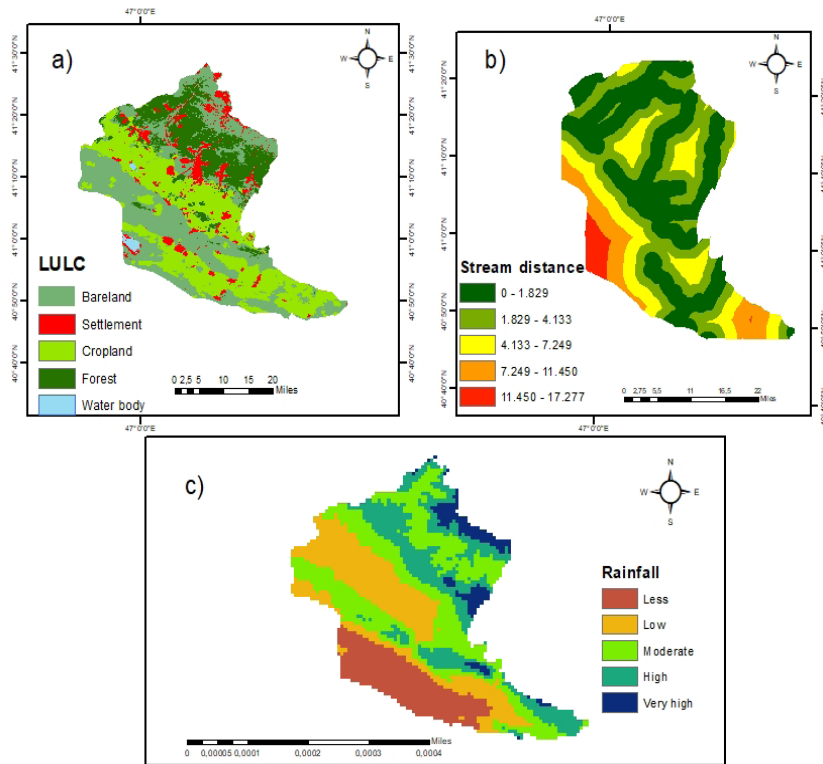 47°0'0"E
47°0'0"E
a)
N
W E
S
41°30'0"N
41°20'0"N
41°10'0"N
41°0'0"N
40°50'0"N
40°40'0"N
LULC
Bareland
Settlement
Cropland
Forest
Water body
0 2,5 5 10 15 20
Miles
47°0'0"E
b)
N
W E
S
41°20'0"N
41°10'0"N
41°0'0"N
40°50'0"N
40°40'0"N
Stream distance
0 - 1.829
1.829 - 4.133
4.133 - 7.249
7.249 - 11.450
11.450 - 17.277
0 2,75 5,5 11 16,5 22
Miles
47°0'0"E
c)
N
W E
S
Rainfall
Less
Low
Moderate
High
Very high
Miles
0 0,00005 0,0001 0,0002 0,0003 0,0004